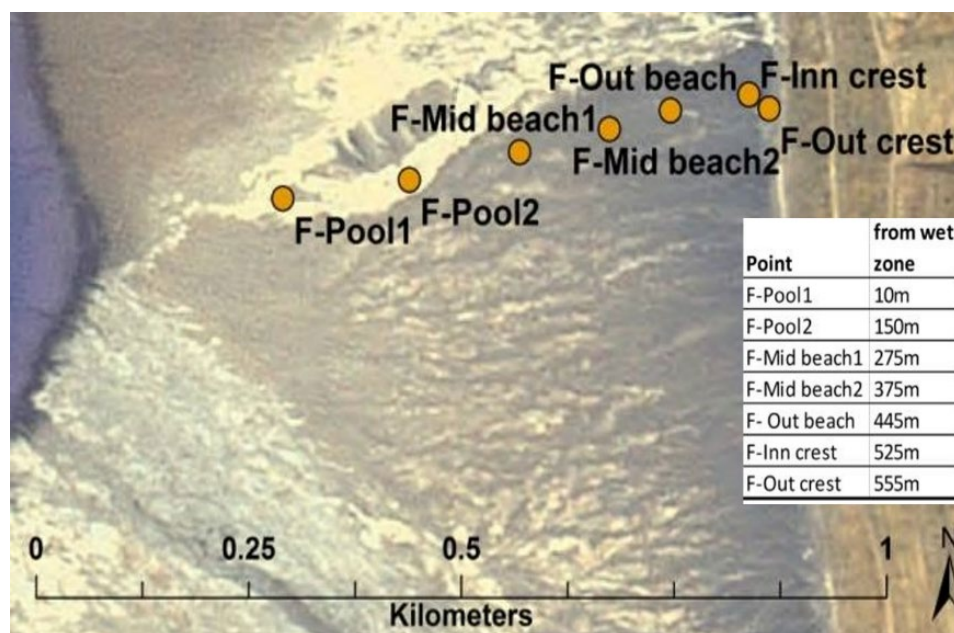 F-Out beach
F-Inn crest
F-Mid beach1
F-Out crest
F-Mid beach2
F-Pool2
F-Pool1
Point from wet zone
F-Pool1 10m
F-Pool2 150m
F-Mid beach1 275m
F-Mid beach2 375m
F- Out beach 445m
F-Inn crest 525m
F-Out crest 555m
N
0 0.25 0.5 1
Kilometers